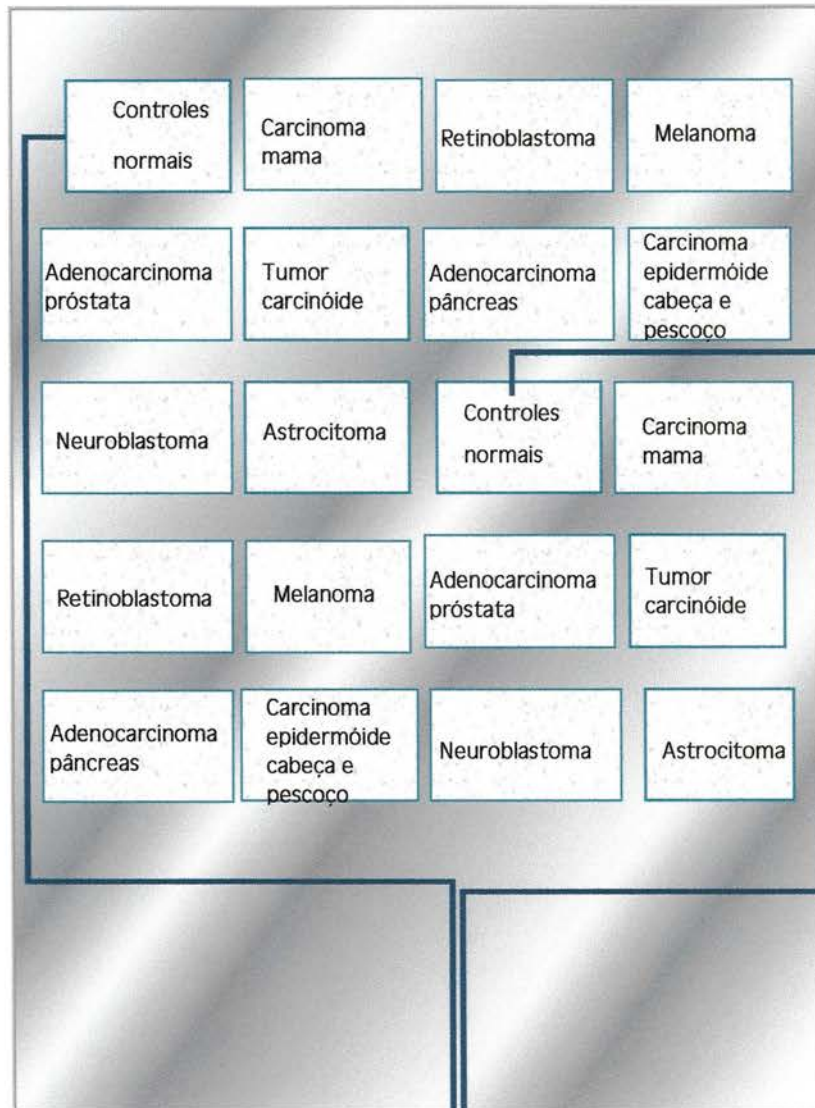 Controles
normais
Carcinoma
mama
Retinoblastoma
Melanoma
Adenocarcinoma
próstata
Tumor
carcinóide
Adenocarcinoma
pâncreas
Carcinoma
epidermóide
cabeça e
pescoço
Neuroblastoma
Astrocitoma
Controles
normais
Carcinoma
mama
Retinoblastoma
Melanoma
Adenocarcinoma
próstata
Tumor
carcinóide
Adenocarcinoma
pâncreas
Carcinoma
epidermóide
cabeça e
pescoço
Neuroblastoma
Astrocitoma